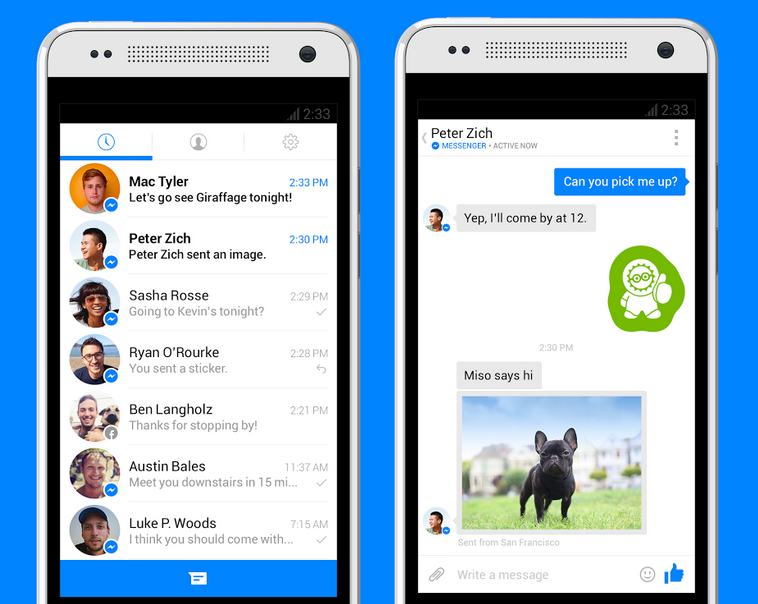 2:33
Mac Tyler
2:33 PM
Let's go see Giraffage tonight!
Peter Zich
2:30 PM
Peter Zich sent an image.
Sasha Rosse
2:29 PM
Going to Kevin's tonight?
Ryan O'Rourke
2:28 PM
You sent a sticker.
Ben Langholz
2:21 PM
Thanks for stopping by!
Austin Bales
11:37 AM
Meet you downstairs in 15 mi...
Luke P. Woods
7:15 AM
I think you should come with...
2:33
Peter Zich
MESSENGER • ACTIVE NOW
Can you pick me up?
Yep, I'll come by at 12.
2:30 PM
Miso says hi
Sent from San Francisco
Write a message